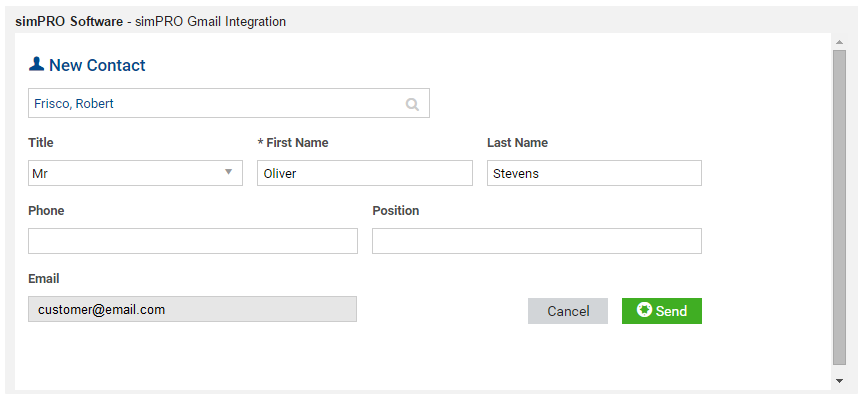 simPRO Software - simPRO Gmail Integration
New Contact
Frisco, Robert
Title * First Name Last Name
Mr Oliver Stevens
Phone Position
Email
customer@email.com Cancel Send